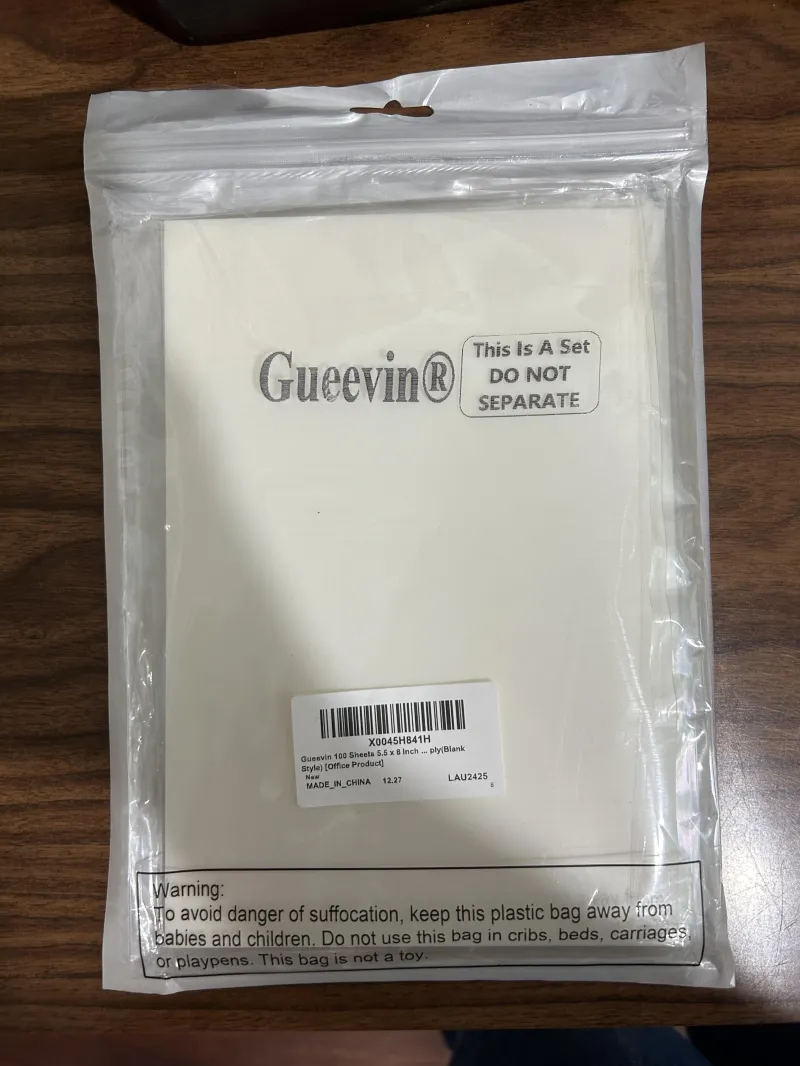 Gueevin®
This Is A Set
DO NOT
SEPARATE
X0045H841H
Gueevin 100 Sheets 5.5 x 8 Inch ... ply(Blank
Style) [Office Product]
New
MADE_IN_CHINA 12.27 LAU2425
6
Warning:
To avoid danger of suffocation, keep this plastic bag away from
babies and children. Do not use this bag in cribs, beds, carriages,
or playpens. This bag is not a toy.